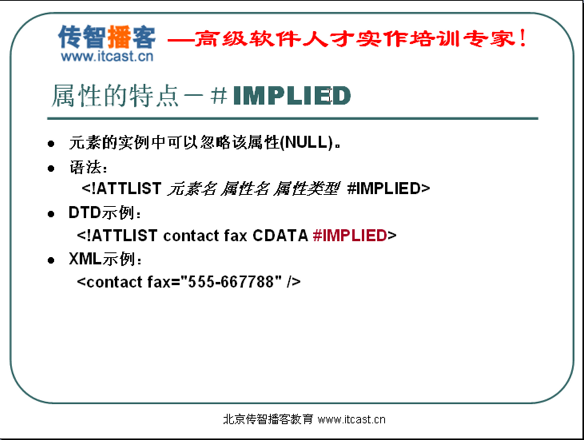 传智播客 —高级软件人才实作培训专家!
www.itcast.cn
属性的特点－＃IMPLIED
● 元素的实例中可以忽略该属性(NULL)。
● 语法：
<!ATTLIST 元素名 属性名 属性类型 #IMPLIED>
● DTD示例：
<!ATTLIST contact fax CDATA #IMPLIED>
● XML示例：
<contact fax="555-667788" />
北京传智播客教育 www.itcast.cn